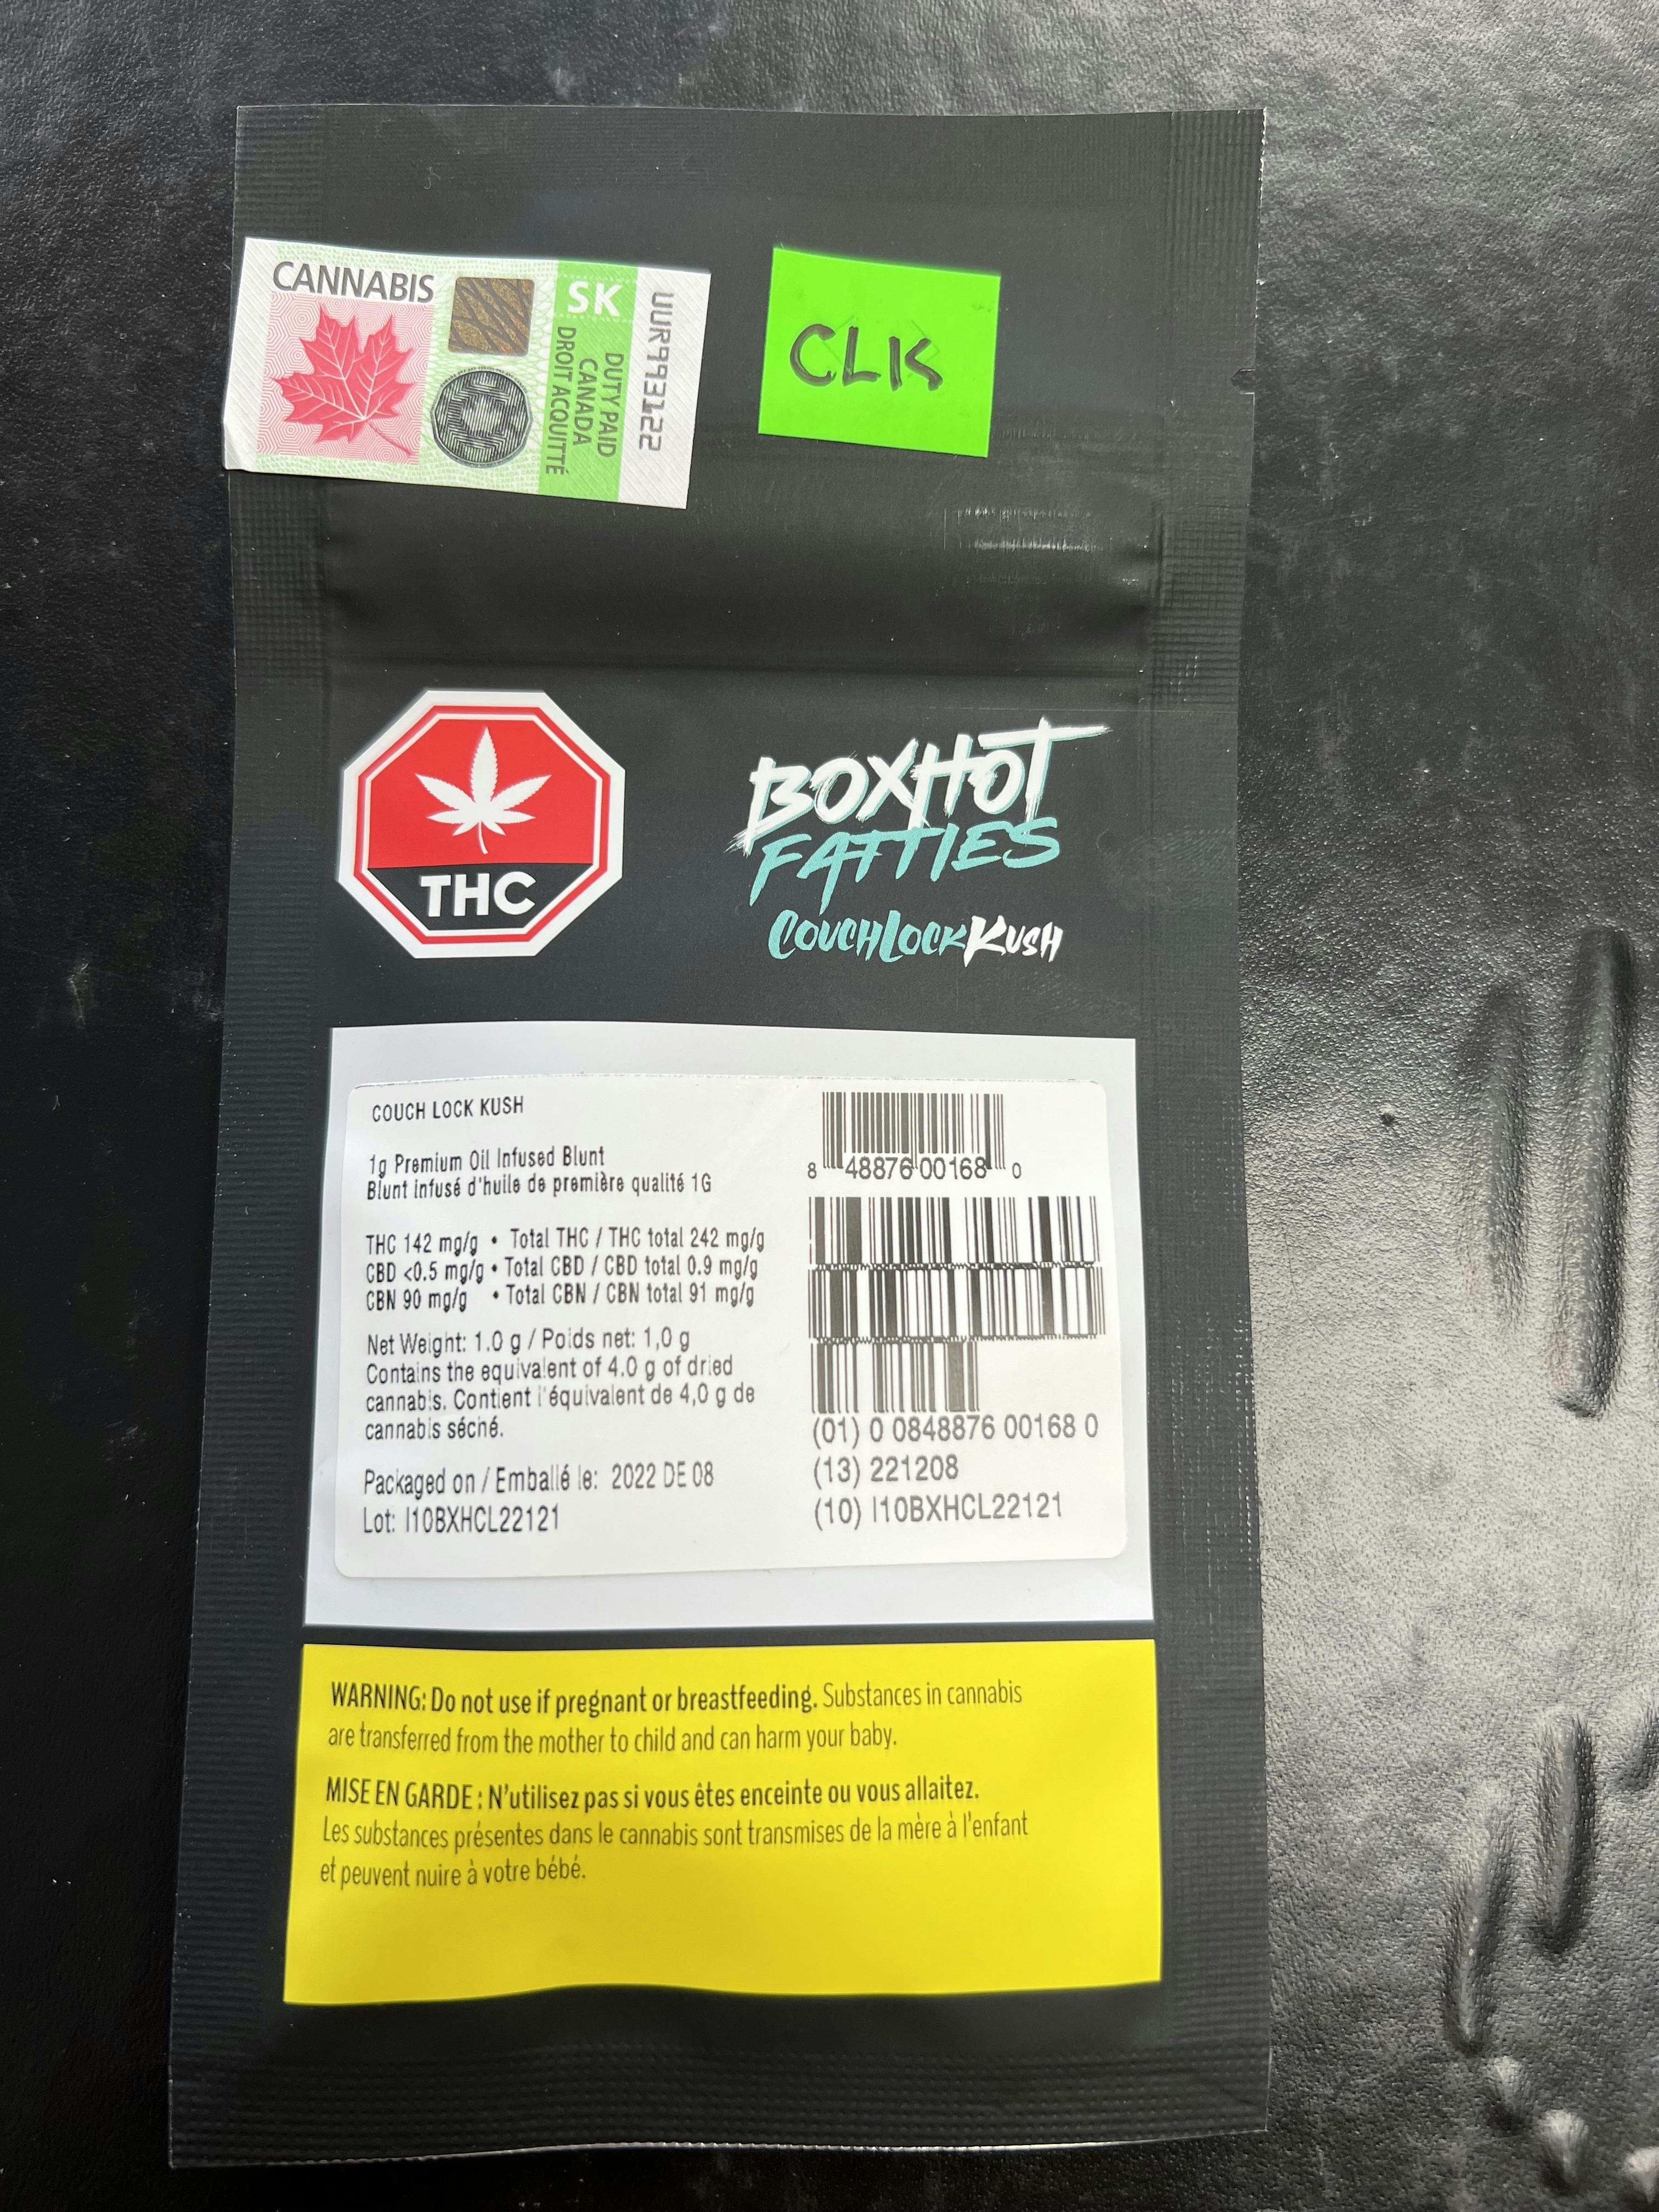 CANNABIS
SK
DUTY PAID
CANADA
DROIT ACQUITTÉ
UUR993122
CLK
THC
BOXHOT
FATTIES
COUCHLOCKKUSH
COUCH LOCK KUSH
1g Premium Oil Infused Blunt
Blunt infusé d'huile de première qualité 1G
THC 142 mg/g • Total THC / THC total 242 mg/g
CBD <0.5 mg/g • Total CBD / CBD total 0.9 mg/g
CBN 90 mg/g • Total CBN / CBN total 91 mg/g
Net Weight: 1.0 g / Poids net: 1,0 g
Contains the equivalent of 4.0 g of dried
cannabis. Contient l'équivalent de 4,0 g de
cannabis séché.
Packaged on / Emballé le: 2022 DE 08
Lot: I10BXHCL22121
8 48876 00168 0
(01) 0 0848876 00168 0
(13) 221208
(10) I10BXHCL22121
WARNING: Do not use if pregnant or breastfeeding. Substances in cannabis
are transferred from the mother to child and can harm your baby.
MISE EN GARDE : N'utilisez pas si vous êtes enceinte ou vous allaitez.
Les substances présentes dans le cannabis sont transmises de la mère à l'enfant
et peuvent nuire à votre bébé.